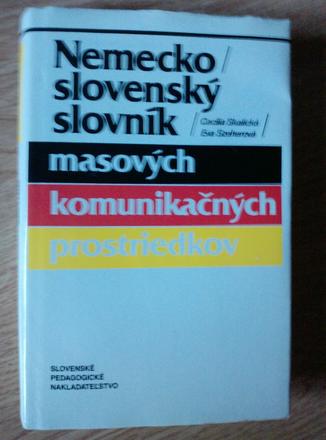 Nemecko/
slovenský
slovník
/ Cecília Skalická /
Eva Szeherová
masových
komunikačných
prostriedkov
SLOVENSKÉ
PEDAGOGICKÉ
NAKLADATEĽSTVO